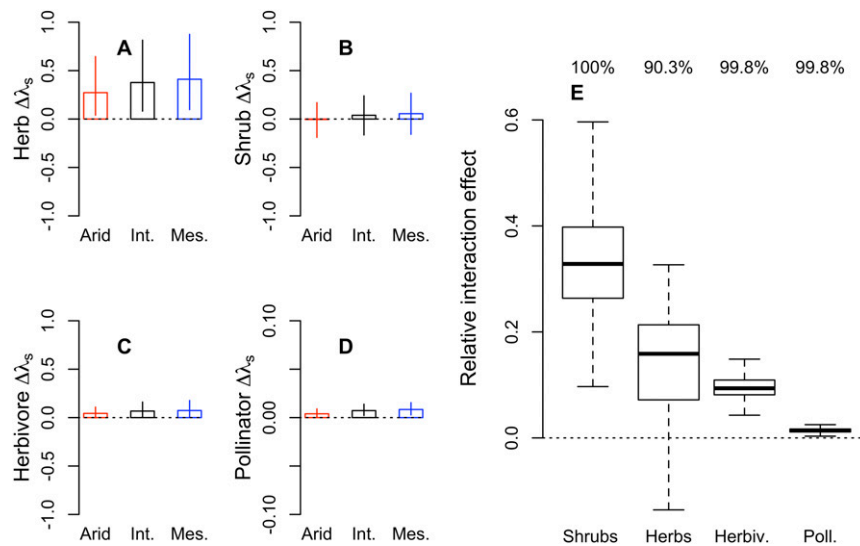 A
Herb Δλs
1.0
0.5
0.0
-0.5
-1.0
Arid Int. Mes.
B
Shrub Δλs
1.0
0.5
0.0
-0.5
-1.0
Arid Int. Mes.
C
Herbivore Δλs
1.0
0.5
0.0
-0.5
-1.0
Arid Int. Mes.
D
Pollinator Δλs
0.10
0.00
-0.10
Arid Int. Mes.
100% 90.3% 99.8% 99.8%
E
Relative interaction effect
0.6
0.4
0.2
0.0
Shrubs Herbs Herbiv. Poll.